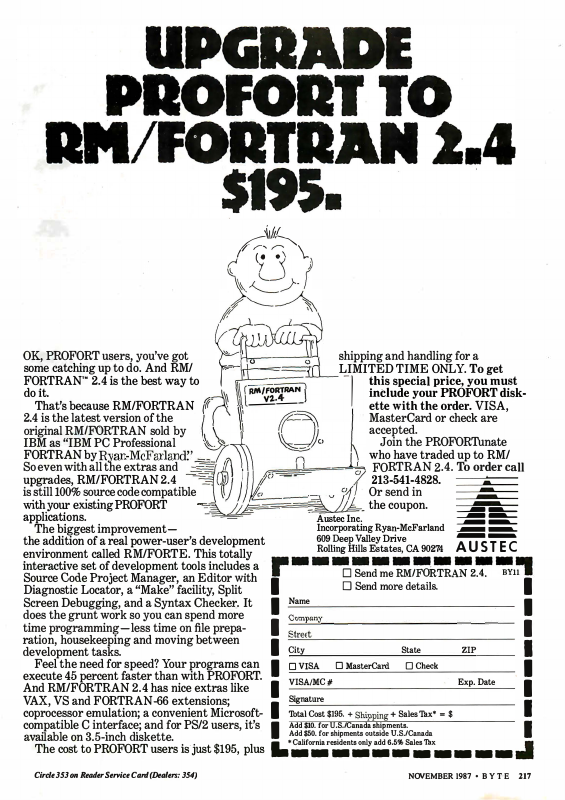 UPGRADE
PROFORT TO
RM/FORTRAN 2.4
$195.
RM/FORTRAN
V2.4
OK, PROFORT users, you've got
some catching up to do. And RM/
FORTRAN™ 2.4 is the best way to
do it.
That's because RM/FORTRAN
2.4 is the latest version of the
original RM/FORTRAN sold by
IBM as "IBM PC Professional
FORTRAN by Ryan-McFarland."
So even with all the extras and
upgrades, RM/FORTRAN 2.4
is still 100% source code compatible
with your existing PROFORT
applications.
The biggest improvement—
the addition of a real power-user's development
environment called RM/FORTE. This totally
interactive set of development tools includes a
Source Code Project Manager, an Editor with
Diagnostic Locator, a "Make" facility, Split
Screen Debugging, and a Syntax Checker. It
does the grunt work so you can spend more
time programming—less time on file prepa-
ration, housekeeping and moving between
development tasks.
Feel the need for speed? Your programs can
execute 45 percent faster than with PROFORT.
And RM/FORTRAN 2.4 has nice extras like
VAX, VS and FORTRAN-66 extensions;
coprocessor emulation; a convenient Microsoft-
compatible C interface; and for PS/2 users, it's
available on 3.5-inch diskette.
The cost to PROFORT users is just $195, plus
shipping and handling for a
LIMITED TIME ONLY. To get
this special price, you must
include your PROFORT disk-
ette with the order. VISA,
MasterCard or check are
accepted.
Join the PROFORTunate
who have traded up to RM/
FORTRAN 2.4. To order call
213-541-4828.
Or send in
the coupon.
Austec Inc.
Incorporating Ryan-McFarland
609 Deep Valley Drive
Rolling Hills Estates, CA 90274
AUSTEC
Send me RM/FORTRAN 2.4. BY11
Send more details.
Name
Company
Street
City State ZIP
VISA MasterCard Check
VISA/MC # Exp. Date
Signature
Total Cost $195. + Shipping + Sales Tax* = $
Add $10. for U.S./Canada shipments.
Add $50. for shipments outside U.S./Canada
*California residents only add 6.5% Sales Tax
Circle 353 on Reader Service Card (Dealers: 354)
NOVEMBER 1987 • BYTE 217